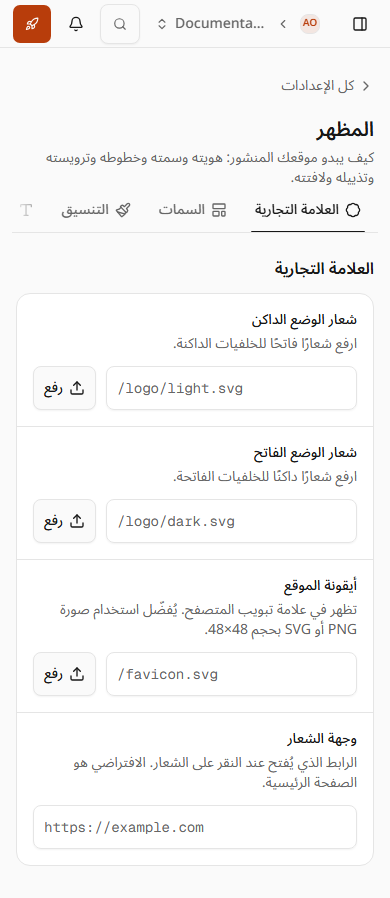 Documenta...
AO
كل الإعدادات
المظهر
كيف يبدو موقعك المنشور: هويته وسمته وخطوطه وترويسته
وتذييله ولافتته.
العلامة التجارية
السمات
التنسيق
العلامة التجارية
شعار الوضع الداكن
ارفع شعارًا فاتحًا للخلفيات الداكنة.
/logo/light.svg
رفع
شعار الوضع الفاتح
ارفع شعارًا داكنًا للخلفيات الفاتحة.
/logo/dark.svg
رفع
أيقونة الموقع
تظهر في علامة تبويب المتصفح. يُفضّل استخدام صورة
PNG أو SVG بحجم 48×48.
/favicon.svg
رفع
وجهة الشعار
الرابط الذي يُفتح عند النقر على الشعار. الافتراضي هو
الصفحة الرئيسية.
https://example.com